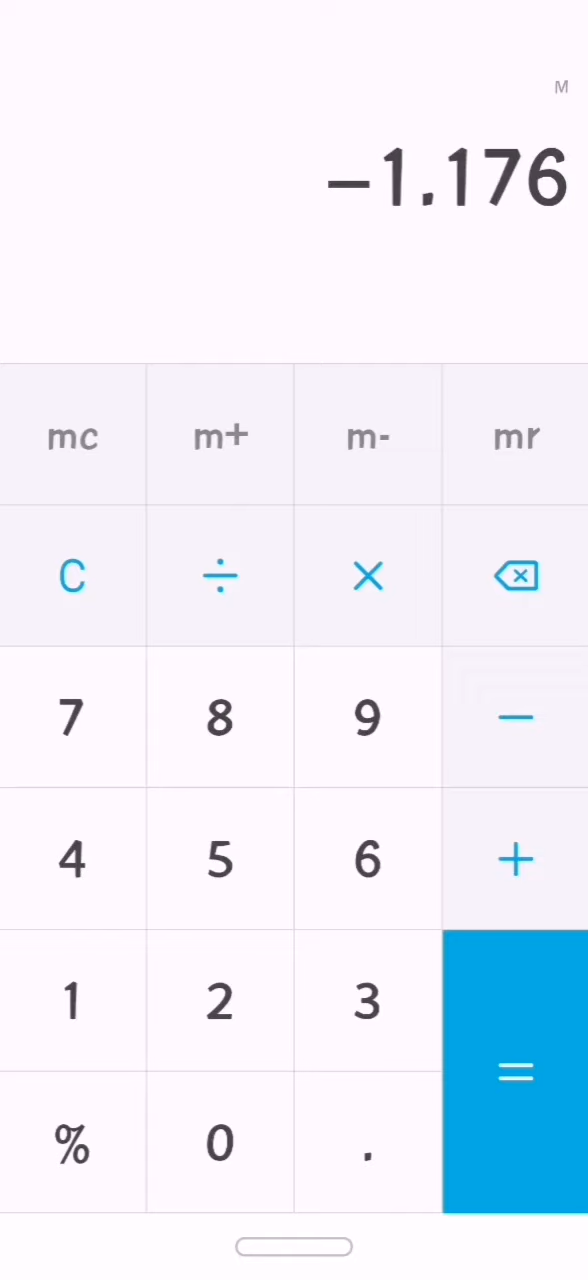 M
–1.176
mc m+ m- mr
C ÷ ×
7 8 9 −
4 5 6 +
1 2 3
% 0 . =